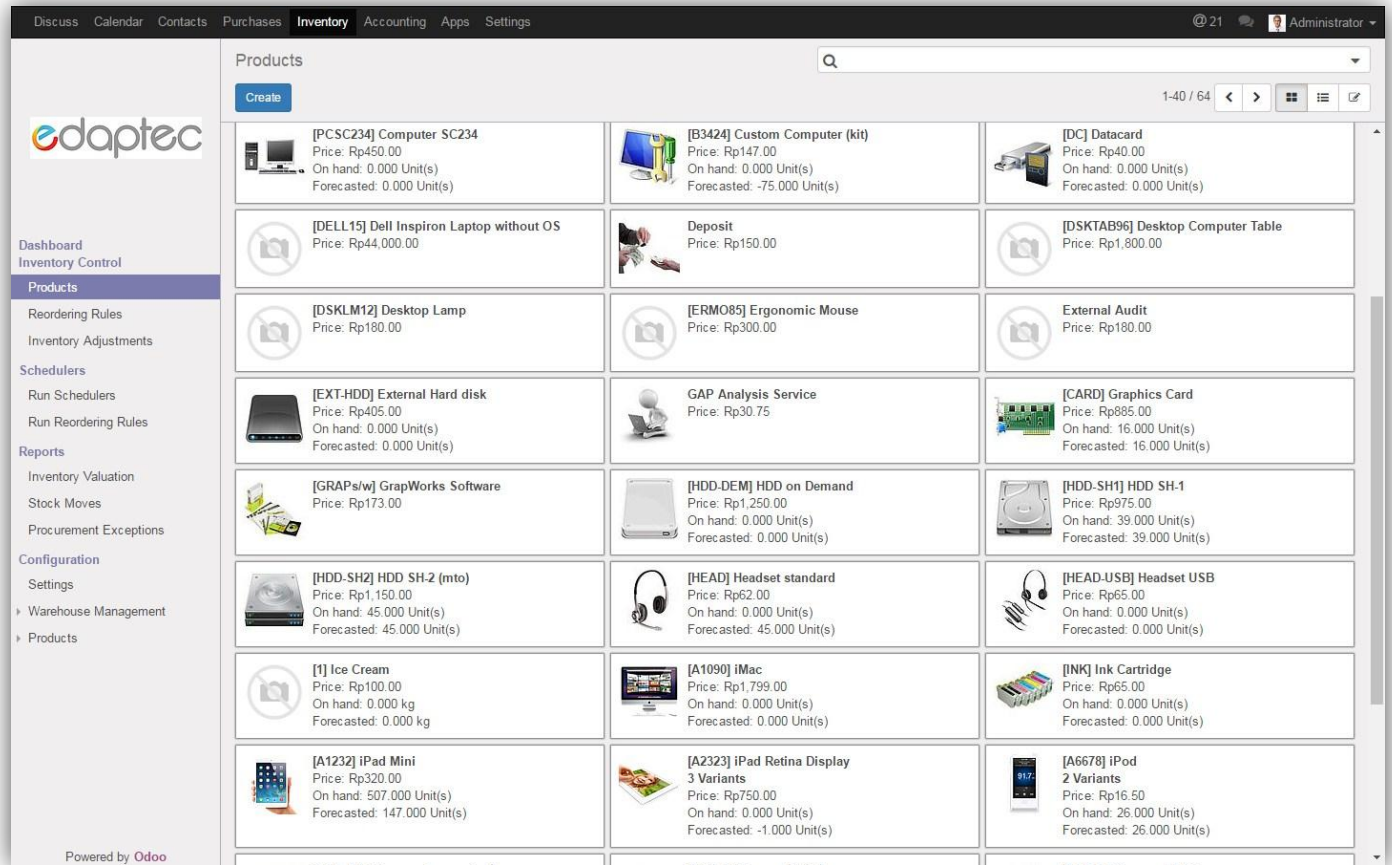 Discuss Calendar Contacts Purchases Inventory Accounting Apps Settings @ 21 Administrator
edaptec
Dashboard
Inventory Control
Products
Reordering Rules
Inventory Adjustments
Schedulers
Run Schedulers
Run Reordering Rules
Reports
Inventory Valuation
Stock Moves
Procurement Exceptions
Configuration
Settings
Warehouse Management
Products
Powered by Odoo
Products
Create
1-40 / 64
[PCSC234] Computer SC234
Price: Rp450.00
On hand: 0.000 Unit(s)
Forecasted: 0.000 Unit(s)
[B3424] Custom Computer (kit)
Price: Rp147.00
On hand: 0.000 Unit(s)
Forecasted: -75.000 Unit(s)
[DC] Datacard
Price: Rp40.00
On hand: 0.000 Unit(s)
Forecasted: 0.000 Unit(s)
[DELL15] Dell Inspiron Laptop without OS
Price: Rp44,000.00
Deposit
Price: Rp150.00
[DSKTAB96] Desktop Computer Table
Price: Rp1,800.00
[DSKLM12] Desktop Lamp
Price: Rp180.00
[ERMO85] Ergonomic Mouse
Price: Rp300.00
External Audit
Price: Rp180.00
[EXT-HDD] External Hard disk
Price: Rp405.00
On hand: 0.000 Unit(s)
Forecasted: 0.000 Unit(s)
GAP Analysis Service
Price: Rp30.75
[CARD] Graphics Card
Price: Rp885.00
On hand: 16.000 Unit(s)
Forecasted: 16.000 Unit(s)
[GRAPs/w] GrapWorks Software
Price: Rp173.00
[HDD-DEM] HDD on Demand
Price: Rp1,250.00
On hand: 0.000 Unit(s)
Forecasted: 0.000 Unit(s)
[HDD-SH1] HDD SH-1
Price: Rp975.00
On hand: 39.000 Unit(s)
Forecasted: 39.000 Unit(s)
[HDD-SH2] HDD SH-2 (mto)
Price: Rp1,150.00
On hand: 45.000 Unit(s)
Forecasted: 45.000 Unit(s)
[HEAD] Headset standard
Price: Rp62.00
On hand: 0.000 Unit(s)
Forecasted: 45.000 Unit(s)
[HEAD-USB] Headset USB
Price: Rp65.00
On hand: 0.000 Unit(s)
Forecasted: 0.000 Unit(s)
[1] Ice Cream
Price: Rp100.00
On hand: 0.000 kg
Forecasted: 0.000 kg
[A1090] iMac
Price: Rp1,799.00
On hand: 0.000 Unit(s)
Forecasted: 0.000 Unit(s)
[INK] Ink Cartridge
Price: Rp65.00
On hand: 0.000 Unit(s)
Forecasted: 0.000 Unit(s)
[A1232] iPad Mini
Price: Rp320.00
On hand: 507.000 Unit(s)
Forecasted: 147.000 Unit(s)
[A2323] iPad Retina Display
3 Variants
Price: Rp750.00
On hand: 0.000 Unit(s)
Forecasted: -1.000 Unit(s)
[A6678] iPod
2 Variants
Price: Rp16.50
On hand: 26.000 Unit(s)
Forecasted: 26.000 Unit(s)